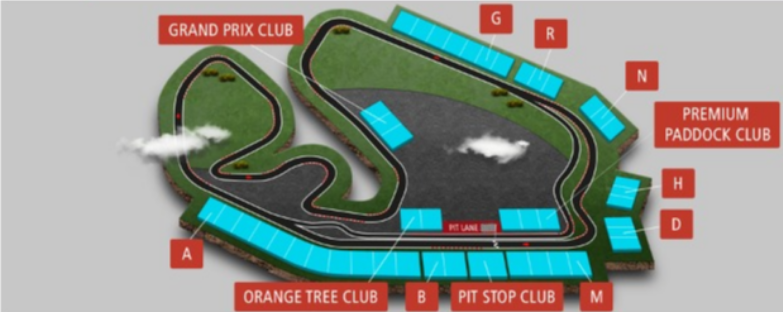 GRAND PRIX CLUB
G
R
N
PREMIUM
PADDOCK CLUB
H
D
A
PIT LANE
ORANGE TREE CLUB
B
PIT STOP CLUB
M